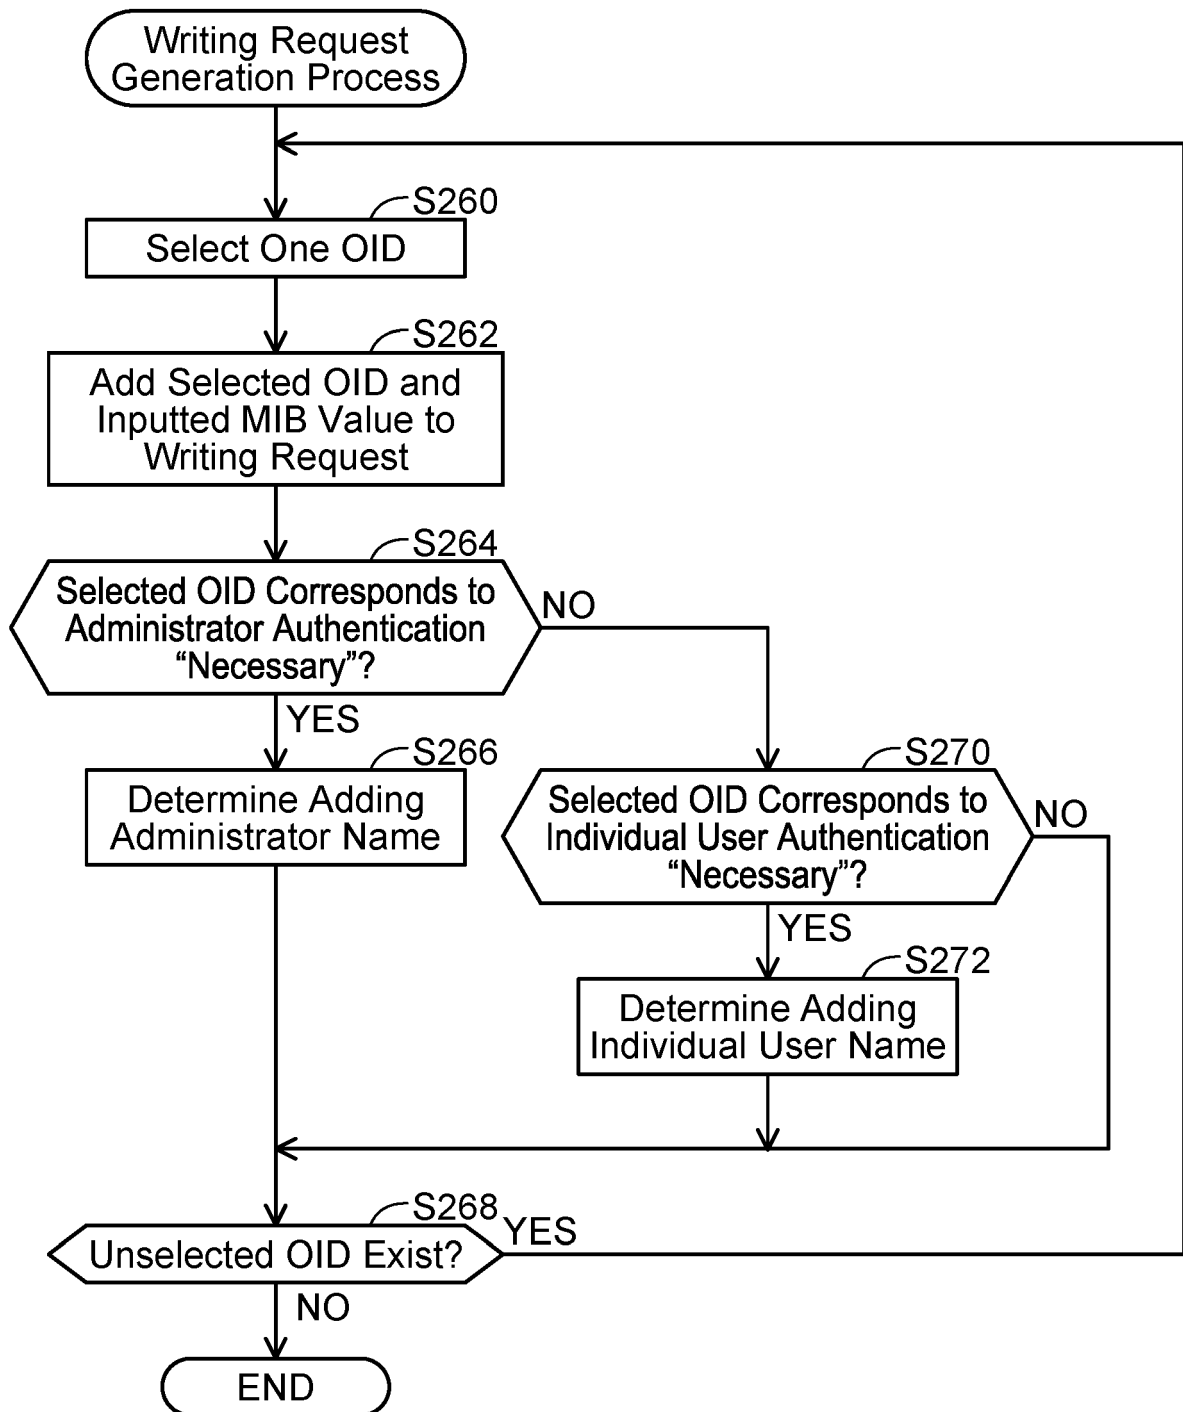 Writing Request
Generation Process
S260
Select One OID
S262
Add Selected OID and
Inputted MIB Value to
Writing Request
S264
Selected OID Corresponds to
Administrator Authentication
“Necessary”?
NO
YES
S266
Determine Adding
Administrator Name
S270
Selected OID Corresponds to
Individual User Authentication
“Necessary”?
NO
YES
S272
Determine Adding
Individual User Name
S268
Unselected OID Exist?
YES
NO
END